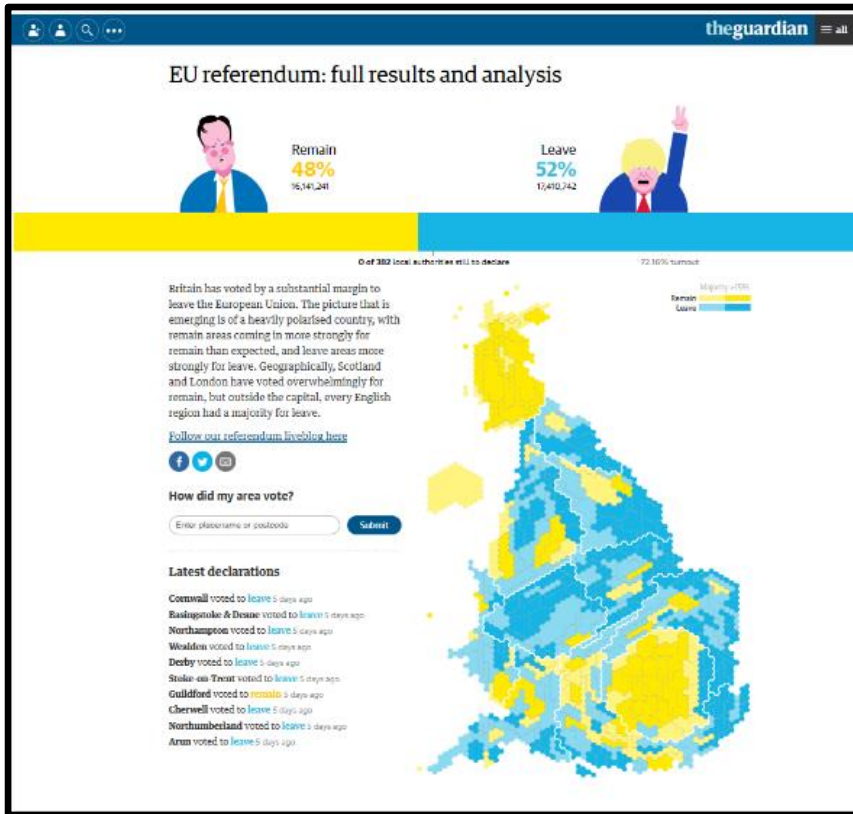 theguardian
all
EU referendum: full results and analysis
Remain
48%
16,141,241
Leave
52%
17,410,742
0 of 382 local authorities still to declare
72.16% turnout
Britain has voted by a substantial margin to
leave the European Union. The picture that is
emerging is of a heavily polarised country, with
remain areas coming in more strongly for
remain than expected, and leave areas more
strongly for leave. Geographically, Scotland
and London have voted overwhelmingly for
remain, but outside the capital, every English
region had a majority for leave.
Follow our referendum liveblog here
How did my area vote?
Enter placename or postcode
Submit
Latest declarations
Cornwall voted to leave 5 days ago
Basingstoke & Deane voted to leave 5 days ago
Northampton voted to leave 5 days ago
Wealden voted to leave 5 days ago
Derby voted to leave 5 days ago
Stoke-on-Trent voted to leave 5 days ago
Guildford voted to remain 5 days ago
Cherwell voted to leave 5 days ago
Northumberland voted to leave 5 days ago
Arun voted to leave 5 days ago
Majority
Remain
Leave